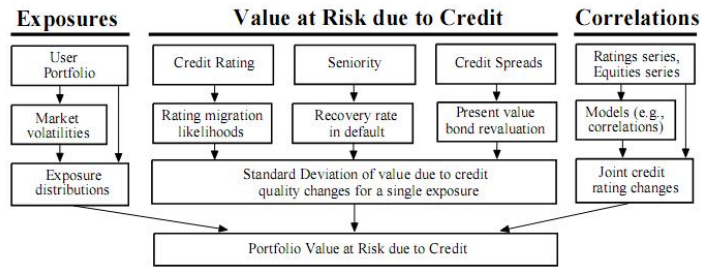 Exposures
Value at Risk due to Credit
Correlations
User
Portfolio
Credit Rating
Seniority
Credit Spreads
Ratings series,
Equities series
Market
volatilities
Rating migration
likelihoods
Recovery rate
in default
Present value
bond revaluation
Models (e.g.,
correlations)
Exposure
distributions
Standard Deviation of value due to credit
quality changes for a single exposure
Joint credit
rating changes
Portfolio Value at Risk due to Credit